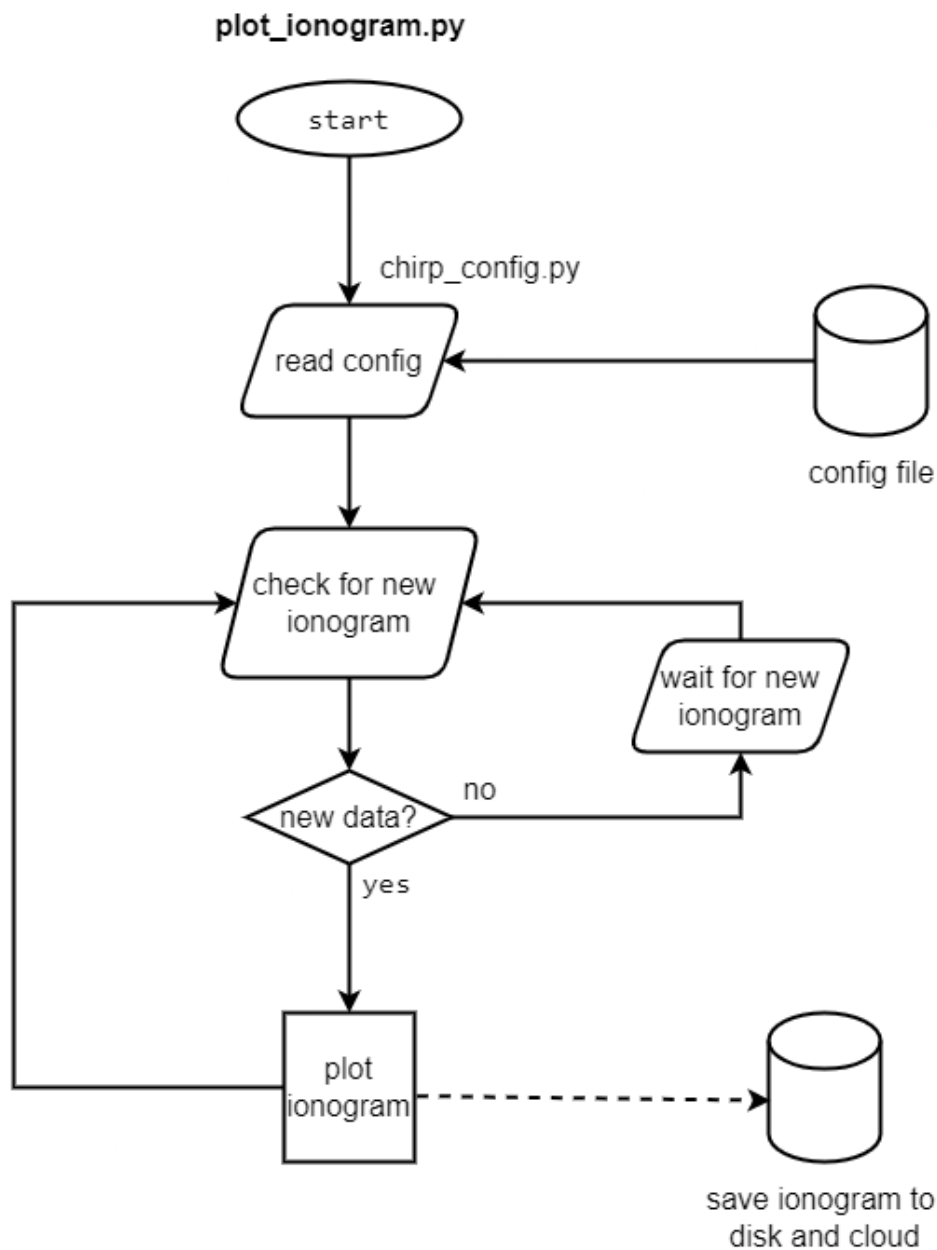 plot_ionogram.py
start
chirp_config.py
read config
config file
check for new
ionogram
wait for new
ionogram
new data?
no
yes
plot
ionogram
save ionogram to
disk and cloud